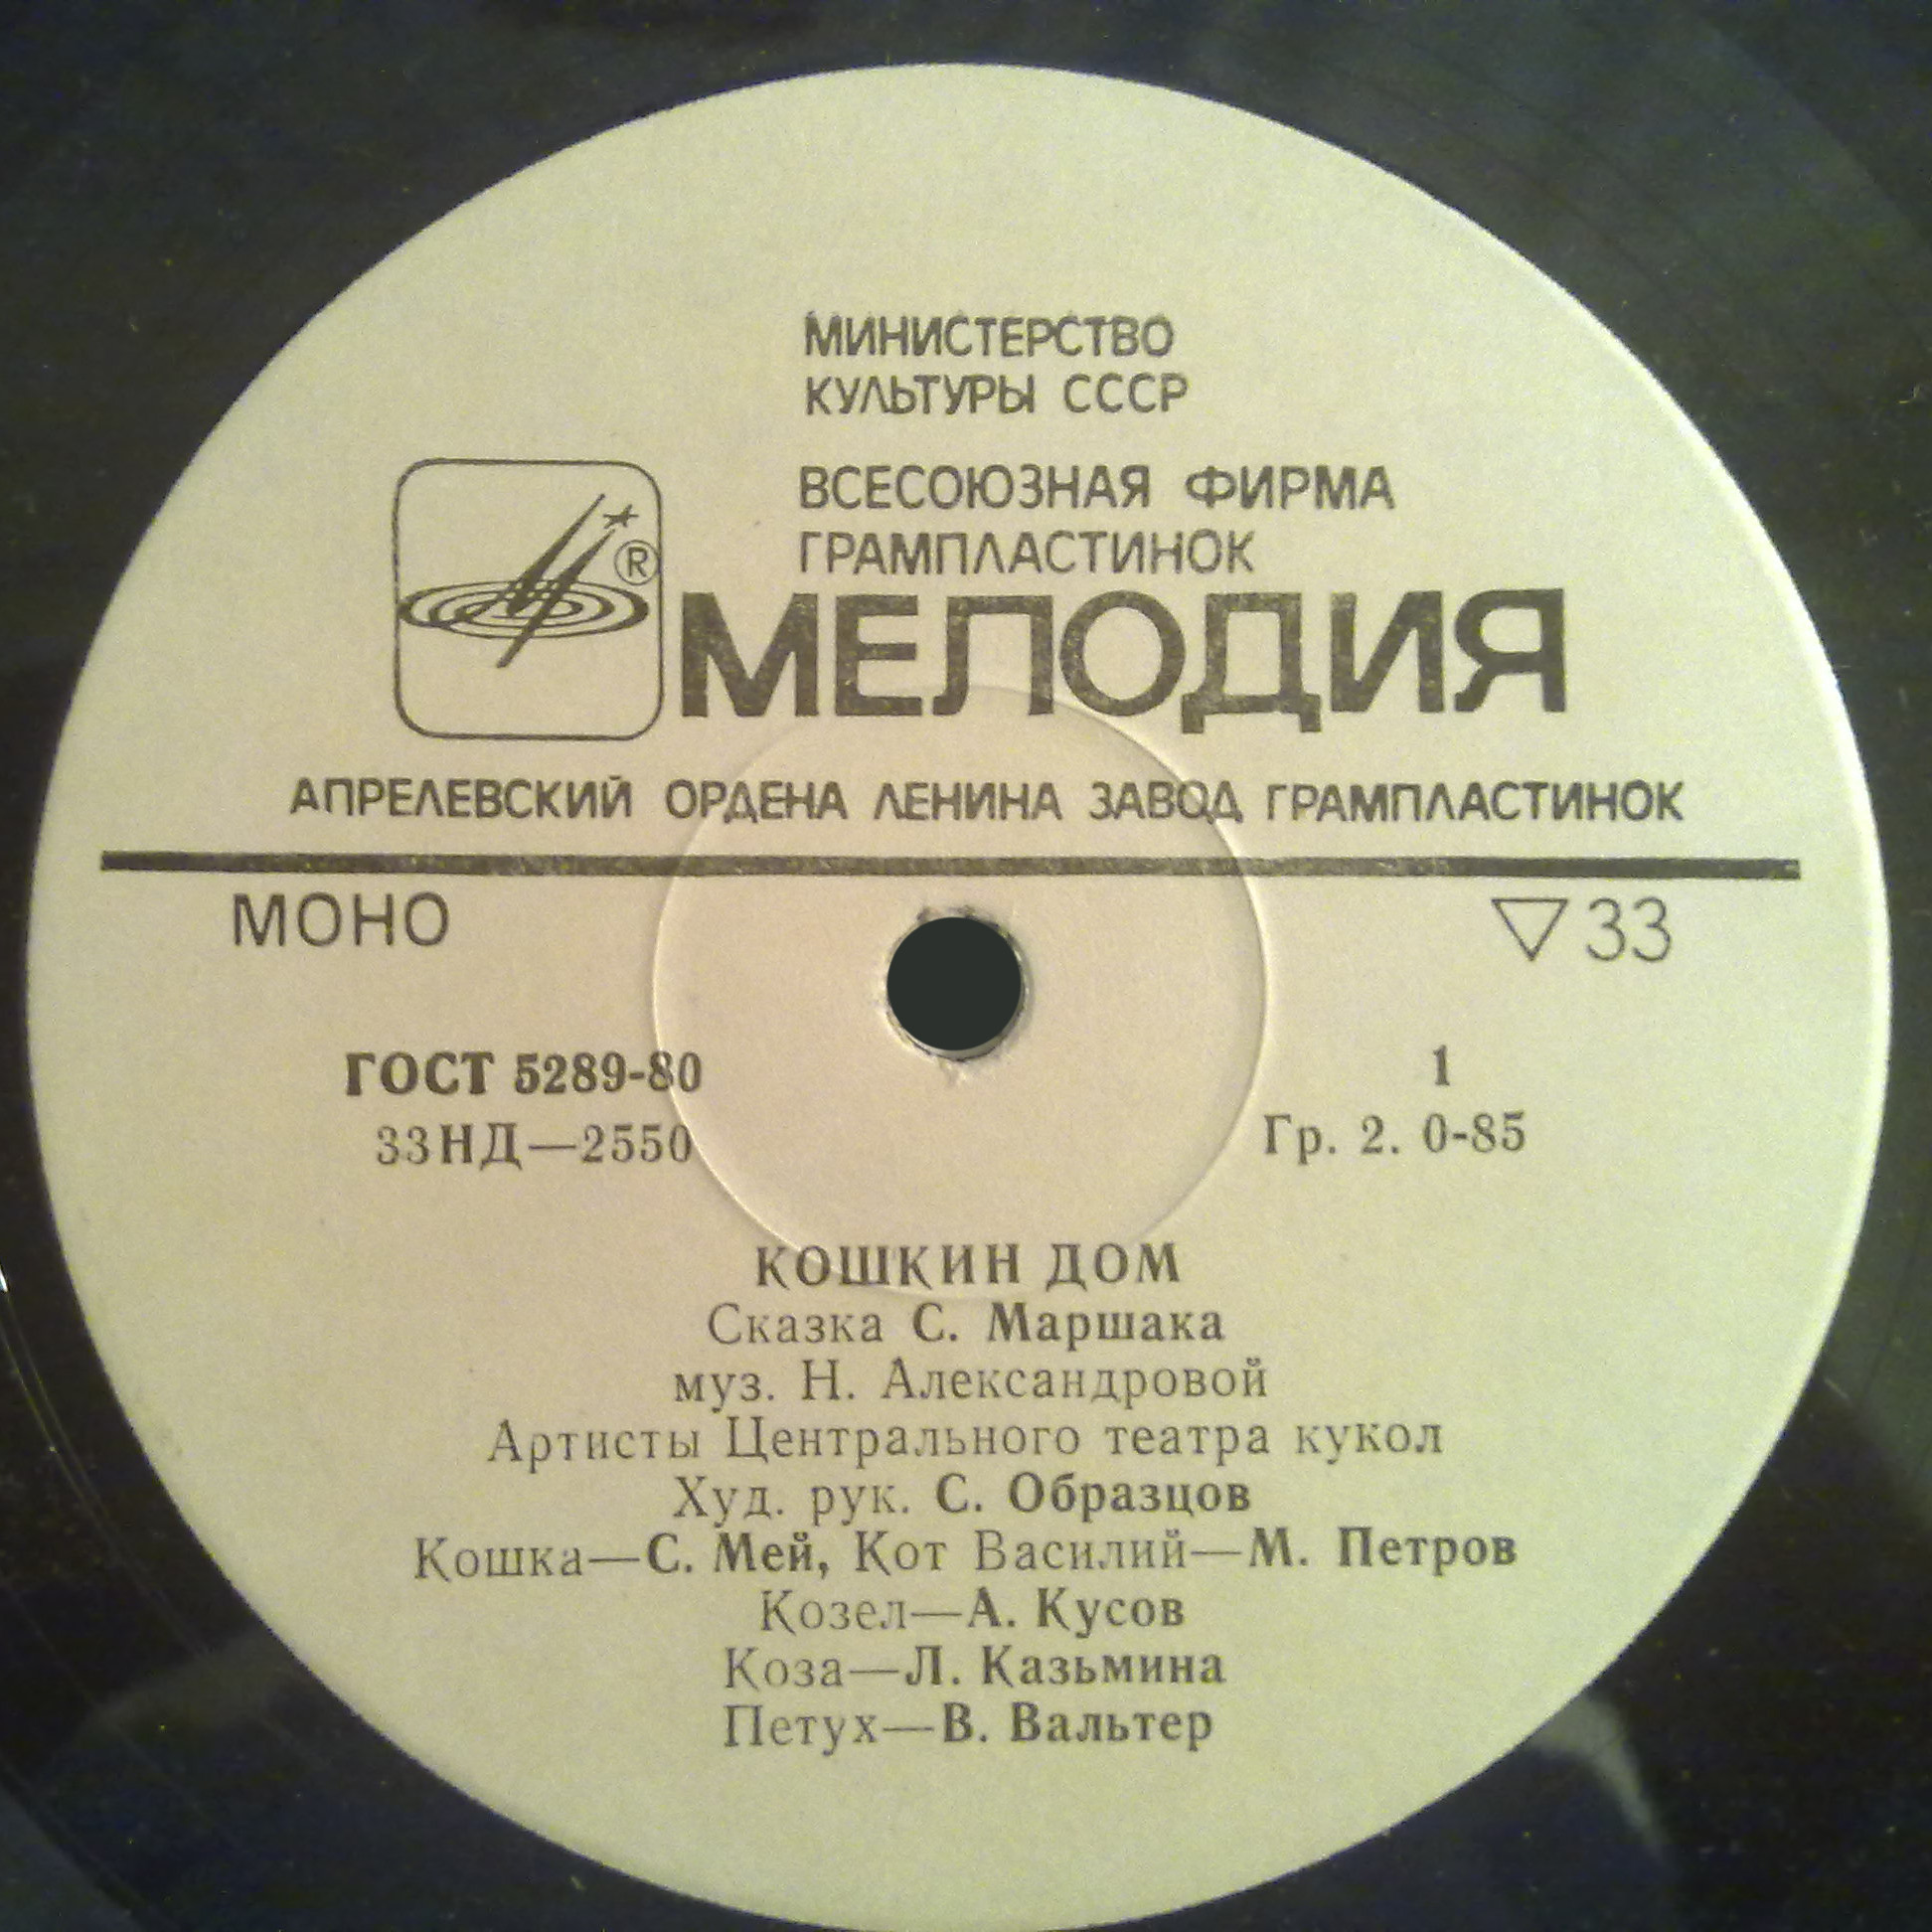 МИНИСТЕРСТВО
КУЛЬТУРЫ СССР
ВСЕСОЮЗНАЯ ФИРМА
ГРАМПЛАСТИНОК
®
МЕЛОДИЯ
АПРЕЛЕВСКИЙ ОРДЕНА ЛЕНИНА ЗАВОД ГРАМПЛАСТИНОК
МОНО ▽ 33
ГОСТ 5289-80 1
33НД—2550 Гр. 2. 0-85
КОШКИН ДОМ
Сказка С. Маршака
муз. Н. Александровой
Артисты Центрального театра кукол
Худ. рук. С. Образцов
Кошка—С. Мей, Кот Василий—М. Петров
Козел—А. Кусов
Коза—Л. Казьмина
Петух—В. Вальтер